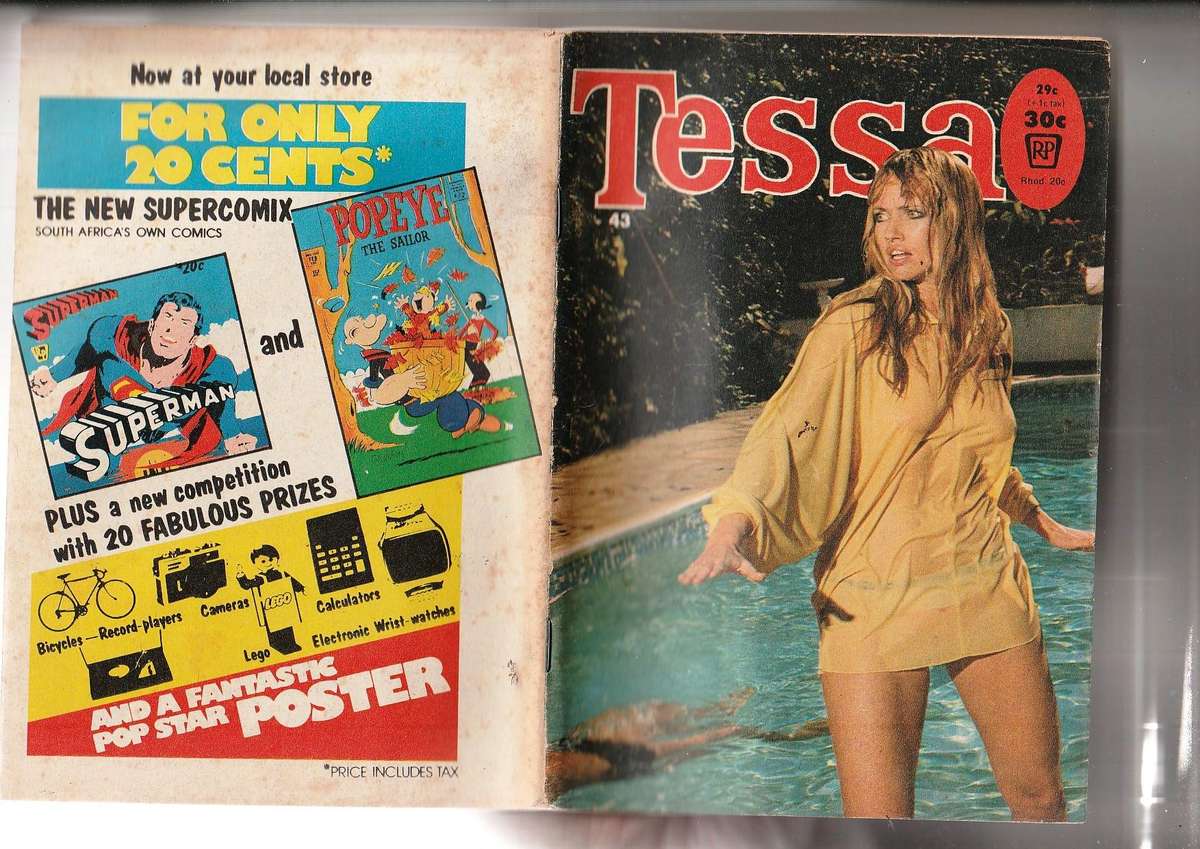 Now at your local store
FOR ONLY
20 CENTS*
THE NEW SUPERCOMIX
SOUTH AFRICA'S OWN COMICS
20c
SUPERMAN
SUPERMAN
and
POPEYE
THE SAILOR
PLUS a new competition
with 20 FABULOUS PRIZES
Bicycles—Record-players
Cameras
LEGO
Lego
Calculators
Electronic Wrist-watches
AND A FANTASTIC
POP STAR POSTER
*PRICE INCLUDES TAX
Tessa
43
29c
(+1c tax)
30c
RP
Rhod. 20c